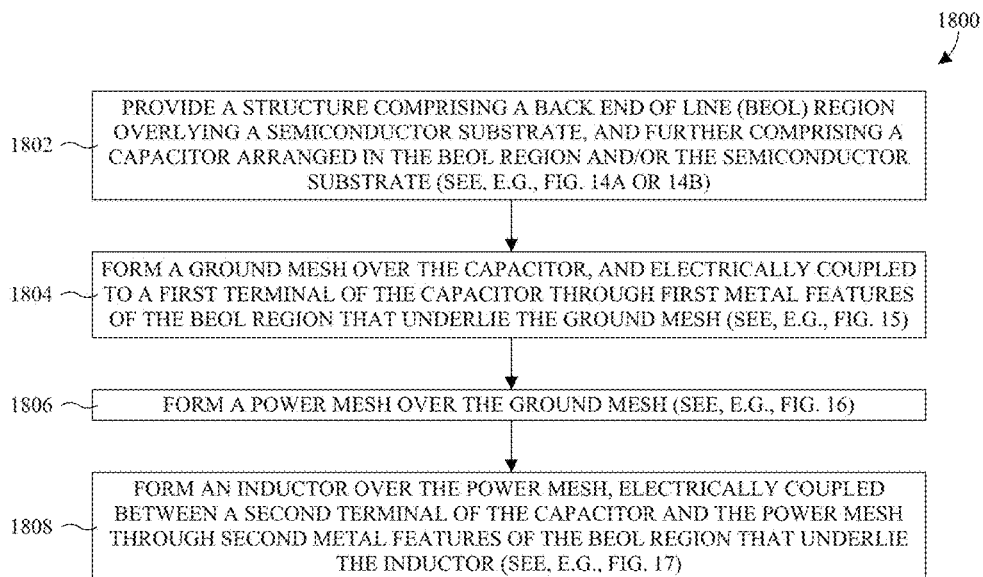 1800
PROVIDE A STRUCTURE COMPRISING A BACK END OF LINE (BEOL) REGION
OVERLYING A SEMICONDUCTOR SUBSTRATE, AND FURTHER COMPRISING A
1802
CAPACITOR ARRANGED IN THE BEOL REGION AND/OR THE SEMICONDUCTOR
SUBSTRATE (SEE, E.G., FIG. 14A OR 14B)
FORM A GROUND MESH OVER THE CAPACITOR, AND ELECTRICALLY COUPLED
1804
TO A FIRST TERMINAL OF THE CAPACITOR THROUGH FIRST METAL FEATURES
OF THE BEOL REGION THAT UNDERLIE THE GROUND MESH (SEE, E.G., FIG. 15)
1806
FORM A POWER MESH OVER THE GROUND MESH (SEE, E.G., FIG. 16)
FORM AN INDUCTOR OVER THE POWER MESH, ELECTRICALLY COUPLED
BETWEEN A SECOND TERMINAL OF THE CAPACITOR AND THE POWER MESH
1808
THROUGH SECOND METAL FEATURES OF THE BEOL REGION THAT UNDERLIE
THE INDUCTOR (SEE, E.G., FIG. 17)